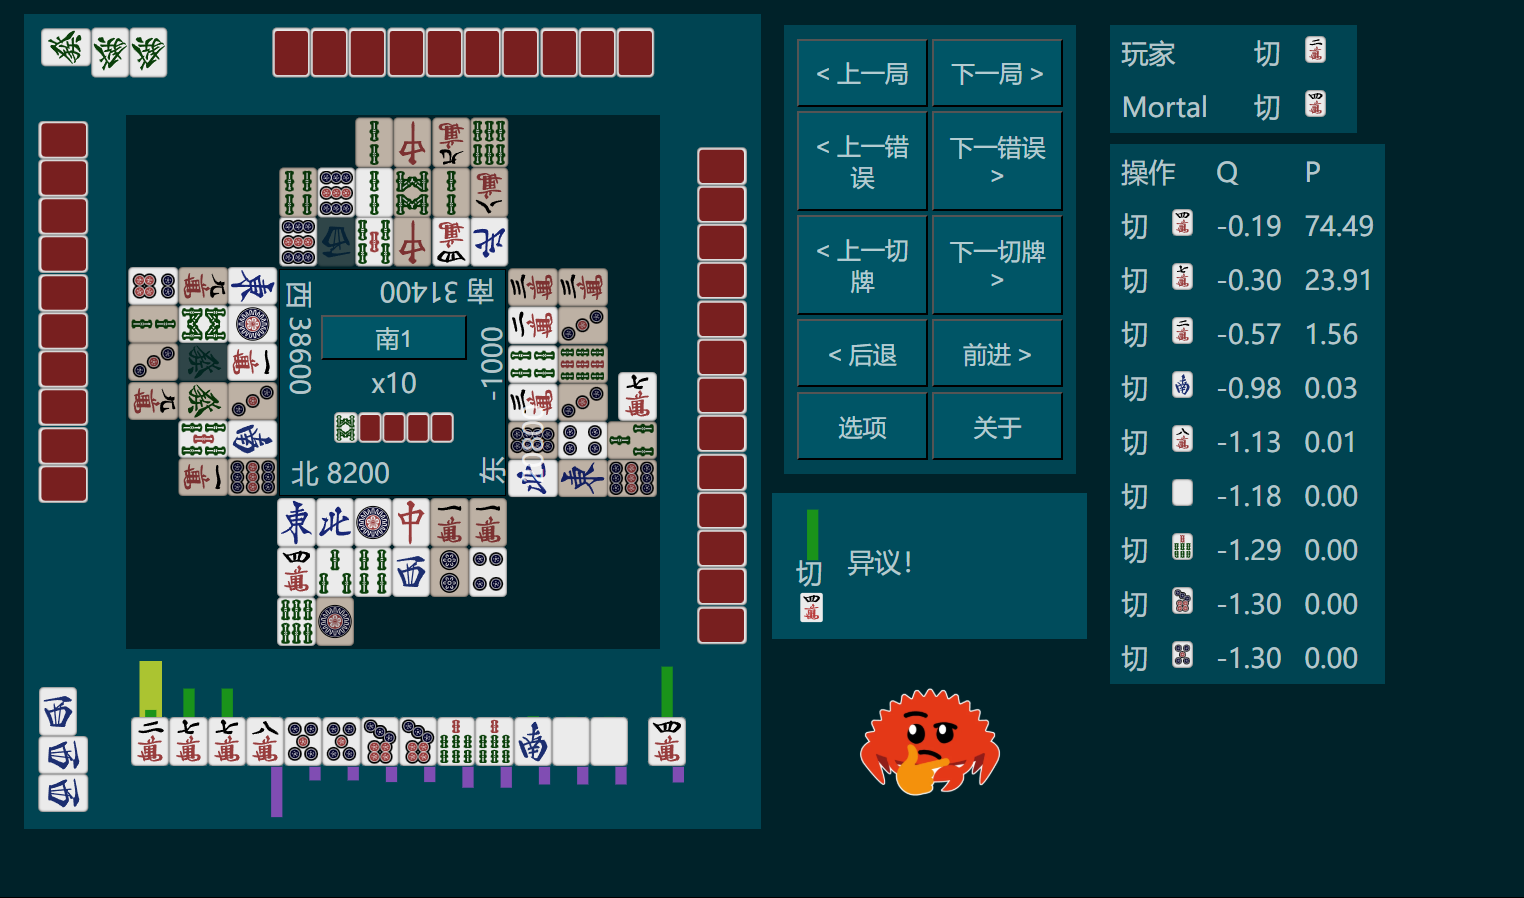 西 38600
南 31400
南1
x10
-1000
北 8200
东
< 上一局
下一局 >
< 上一错
误
下一错误
>
< 上一切
牌
下一切牌
>
< 后退
前进 >
选项
关于
切
异议!
玩家 切
Mortal 切
操作 Q P
切 -0.19 74.49
切 -0.30 23.91
切 -0.57 1.56
切 -0.98 0.03
切 -1.13 0.01
切 -1.18 0.00
切 -1.29 0.00
切 -1.30 0.00
切 -1.30 0.00